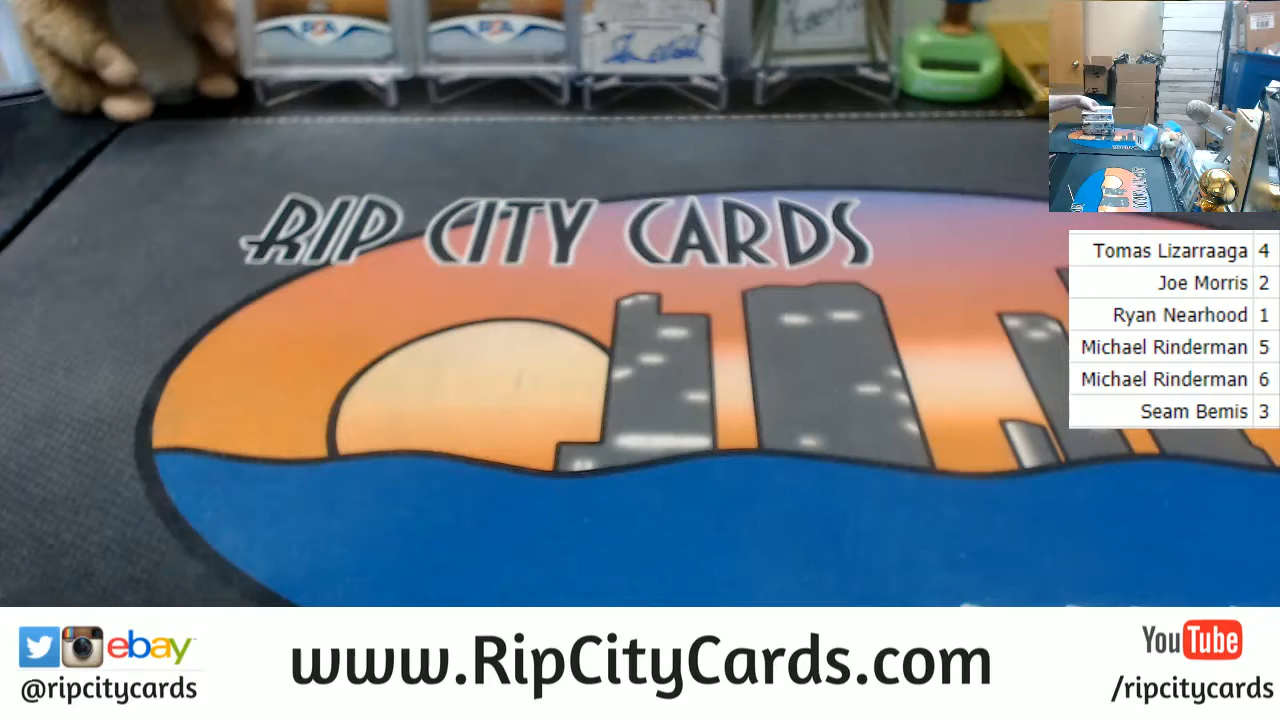 RIP CITY CARDS
Tomas Lizarraaga 4
Joe Morris 2
Ryan Nearhood 1
Michael Rinderman 5
Michael Rinderman 6
Seam Bemis 3
ebay
@ripcitycards
www.RipCityCards.com
YouTube
/ripcitycards